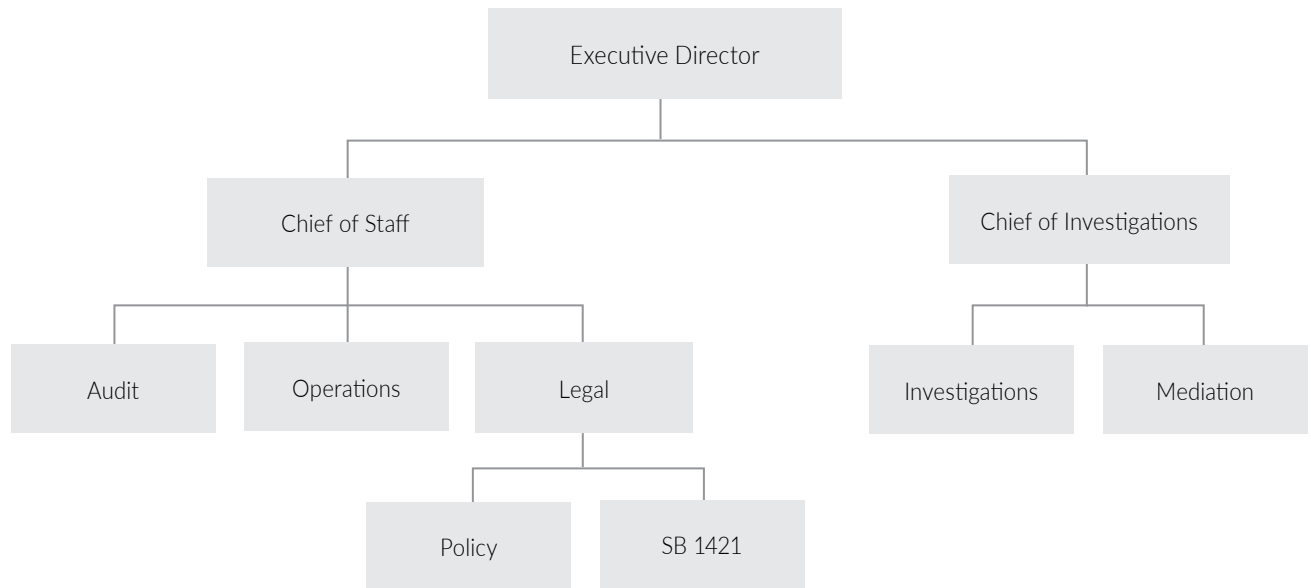 Executive Director
Chief of Staff
Chief of Investigations
Audit
Operations
Legal
Investigations
Mediation
Policy
SB 1421